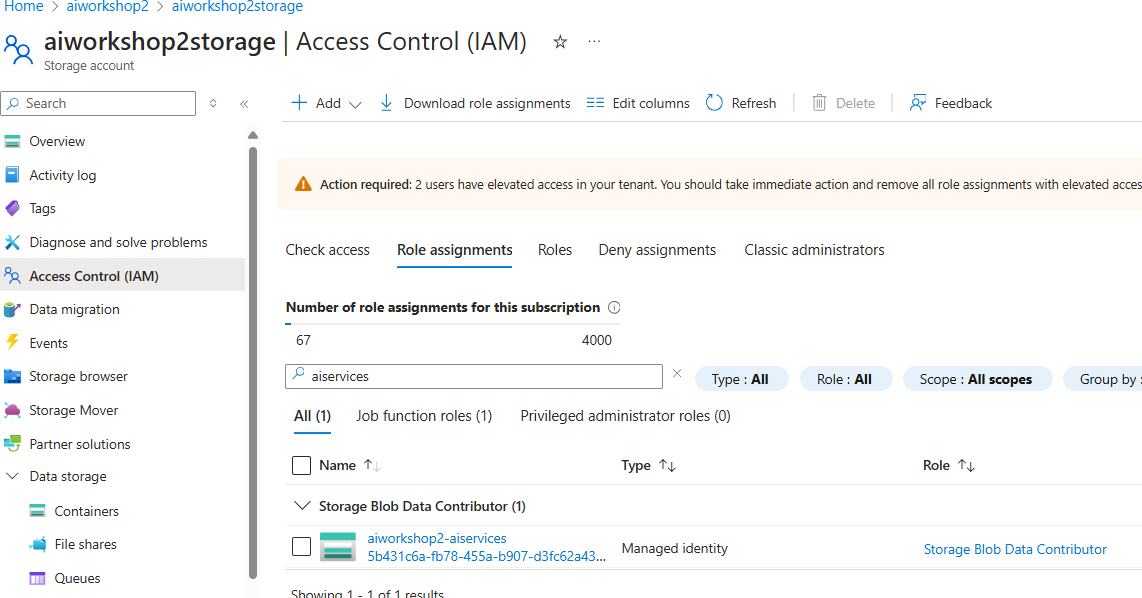 Home > aiworkshop2 > aiworkshop2storage
aiworkshop2storage | Access Control (IAM) ☆ ...
Storage account
Search
Add
Download role assignments
Edit columns
Refresh
Delete
Feedback
Overview
Activity log
Tags
Diagnose and solve problems
Access Control (IAM)
Data migration
Events
Storage browser
Storage Mover
Partner solutions
Data storage
Containers
File shares
Queues
Action required: 2 users have elevated access in your tenant. You should take immediate action and remove all role assignments with elevated acces
Check access Role assignments Roles Deny assignments Classic administrators
Number of role assignments for this subscription
67 4000
aiservices
Type : All Role : All Scope : All scopes Group by :
All (1) Job function roles (1) Privileged administrator roles (0)
Name Type Role
Storage Blob Data Contributor (1)
aiworkshop2-aiservices
5b431c6a-fb78-455a-b907-d3fc62a43...
Managed identity
Storage Blob Data Contributor
Showing 1 - 1 of 1 results.